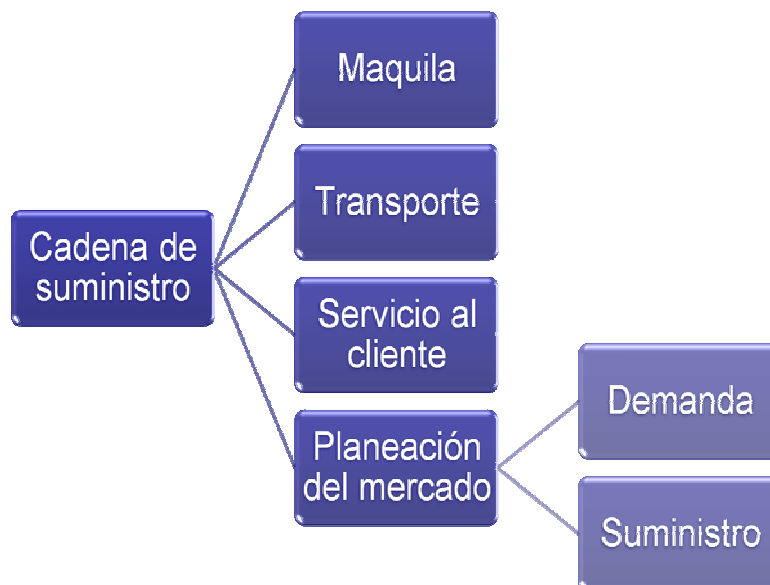 Maquila
Transporte
Cadena de
suministro
Servicio al
cliente
Planeación
del mercado
Demanda
Suministro